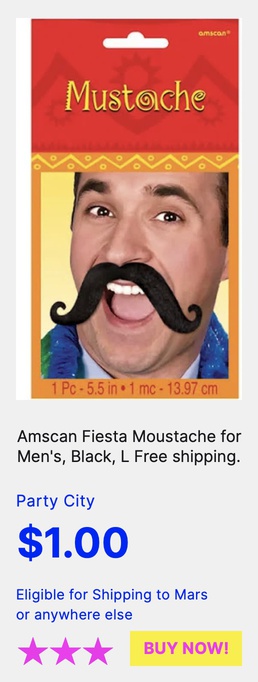 amscan®
Mustache
1 Pc - 5.5 in • 1 mc - 13.97 cm
Amscan Fiesta Moustache for
Men's, Black, L Free shipping.
Party City
$1.00
Eligible for Shipping to Mars
or anywhere else
BUY NOW!